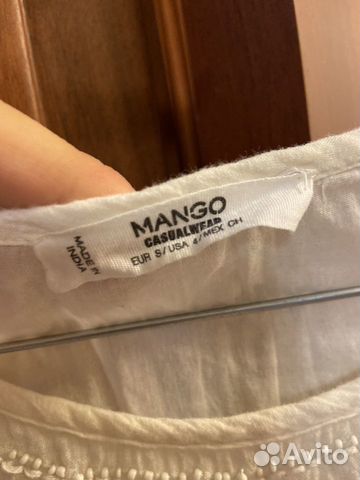 MANGO
CASUALWEAR
EUR S/USA 4/MEX CH
MADE IN
INDIA
Avito